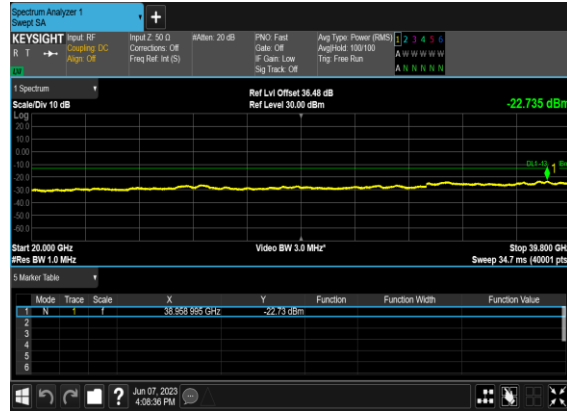 Spectrum Analyzer 1
Swept SA
+
KEYSIGHT Input: RF Input Z: 50 Ω #Atten: 20 dB PNO: Fast Avg Type: Power (RMS) 1 2 3 4 5 6
R T Coupling: DC Corrections: Off Gate: Off Avg|Hold: 100/100 A W W W W W
Align: Off Freq Ref: Int (S) IF Gain: Low Trig: Free Run
Sig Track: Off A N N N N N
1 Spectrum
Ref Lvl Offset 36.48 dB
Scale/Div 10 dB Ref Level 30.00 dBm -22.735 dBm
Log
20.0
10.0
0.00
-10.0
1
-20.0
-30.0
-40.0
-50.0
-60.0
Start 20.000 GHz Video BW 3.0 MHz* Stop 39.800 GHz
#Res BW 1.0 MHz Sweep 34.7 ms (40001 pts)
5 Marker Table
Mode Trace Scale X Y Function Function Width Function Value
1 N 1 f 38.958 995 GHz -22.73 dBm
2
3
4
5
6
? Jun 07, 2023
4:08:36 PM